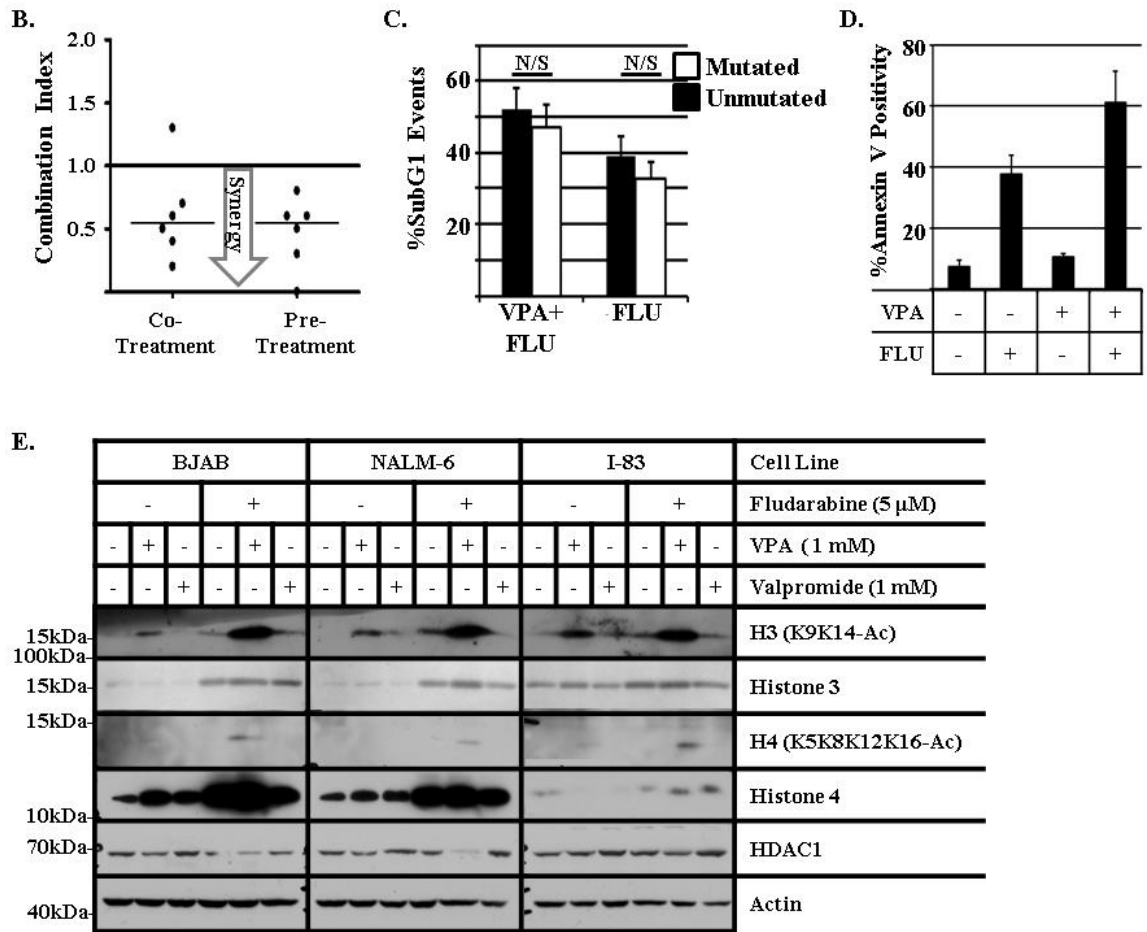 B.
2.0
1.5
1.0
0.5
Combination Index
Synergy
Co-
Treatment
Pre-
Treatment
C.
60
40
20
%SubG1 Events
N/S
N/S
Mutated
Unmutated
VPA+
FLU
FLU
D.
80
60
40
20
%Annexin V Positivity
VPA - - + +
FLU - + - +
E.
BJAB NALM-6 I-83 Cell Line
- + - + - + Fludarabine (5 µM)
- + - - + - - + - - + - - + - - + - VPA (1 mM)
- - + - - + - - + - - + - - + - - + Valpromide (1 mM)
15kDa- H3 (K9K14-Ac)
100kDa-
15kDa- Histone 3
15kDa-
H4 (K5K8K12K16-Ac)
Histone 4
10kDa-
70kDa- HDAC1
Actin
40kDa-